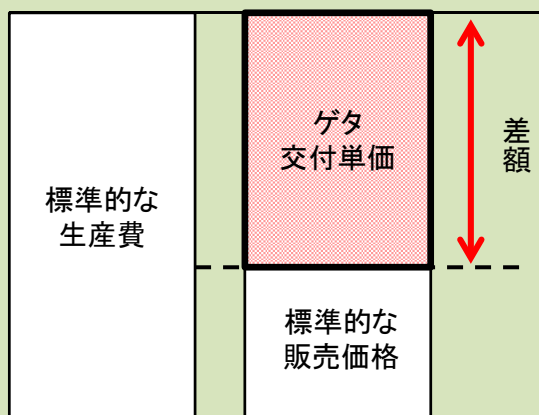 標準的な
生産費
ゲタ
交付単価
差額
標準的な
販売価格